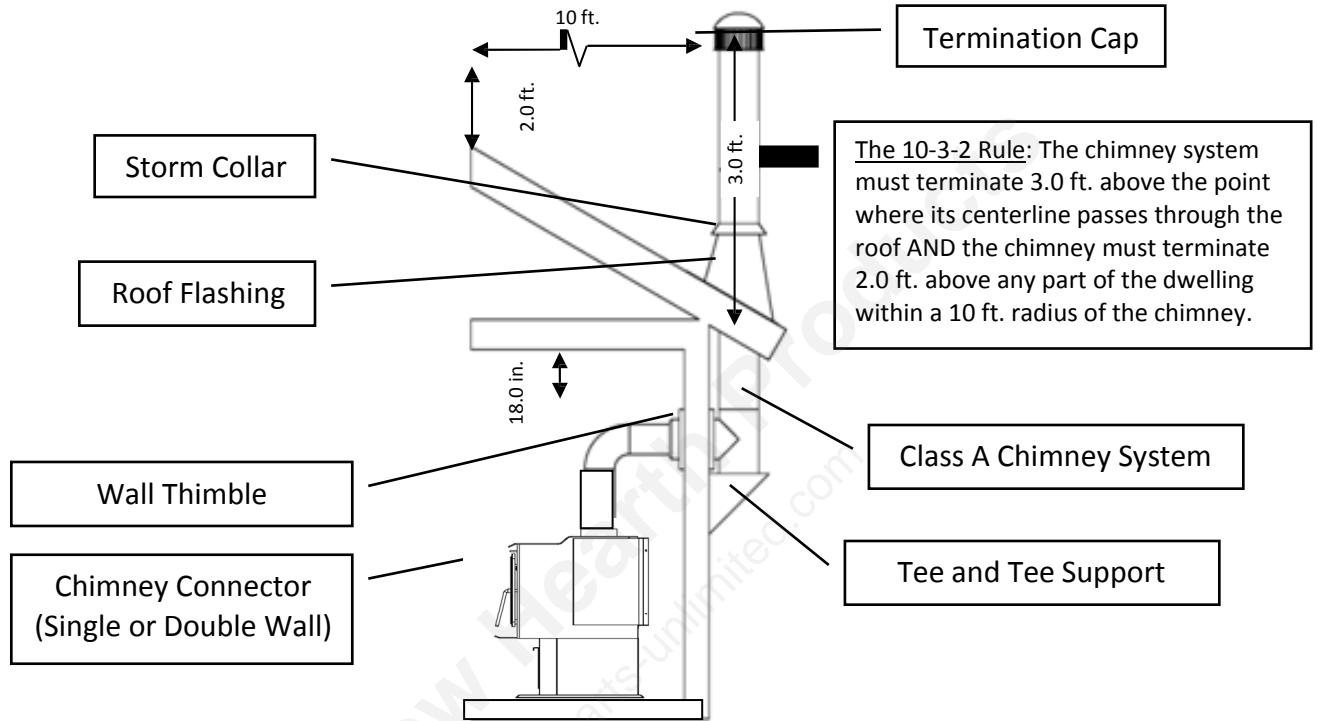 10 ft.
Termination Cap
2.0 ft.
3.0 ft.
Storm Collar
The 10-3-2 Rule: The chimney system
must terminate 3.0 ft. above the point
where its centerline passes through the
roof AND the chimney must terminate
2.0 ft. above any part of the dwelling
within a 10 ft. radius of the chimney.
Roof Flashing
18.0 in.
Class A Chimney System
Wall Thimble
Tee and Tee Support
Chimney Connector
(Single or Double Wall)
Hearth Products